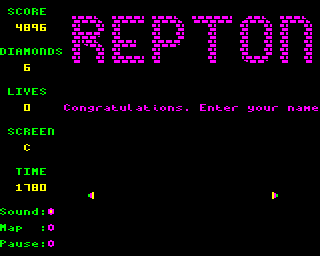 SCORE
4896
REPTON
DIAMONDS
6
LIVES
0
Congratulations. Enter your name
SCREEN
C
TIME
1780
Sound:
Map :
Pause: